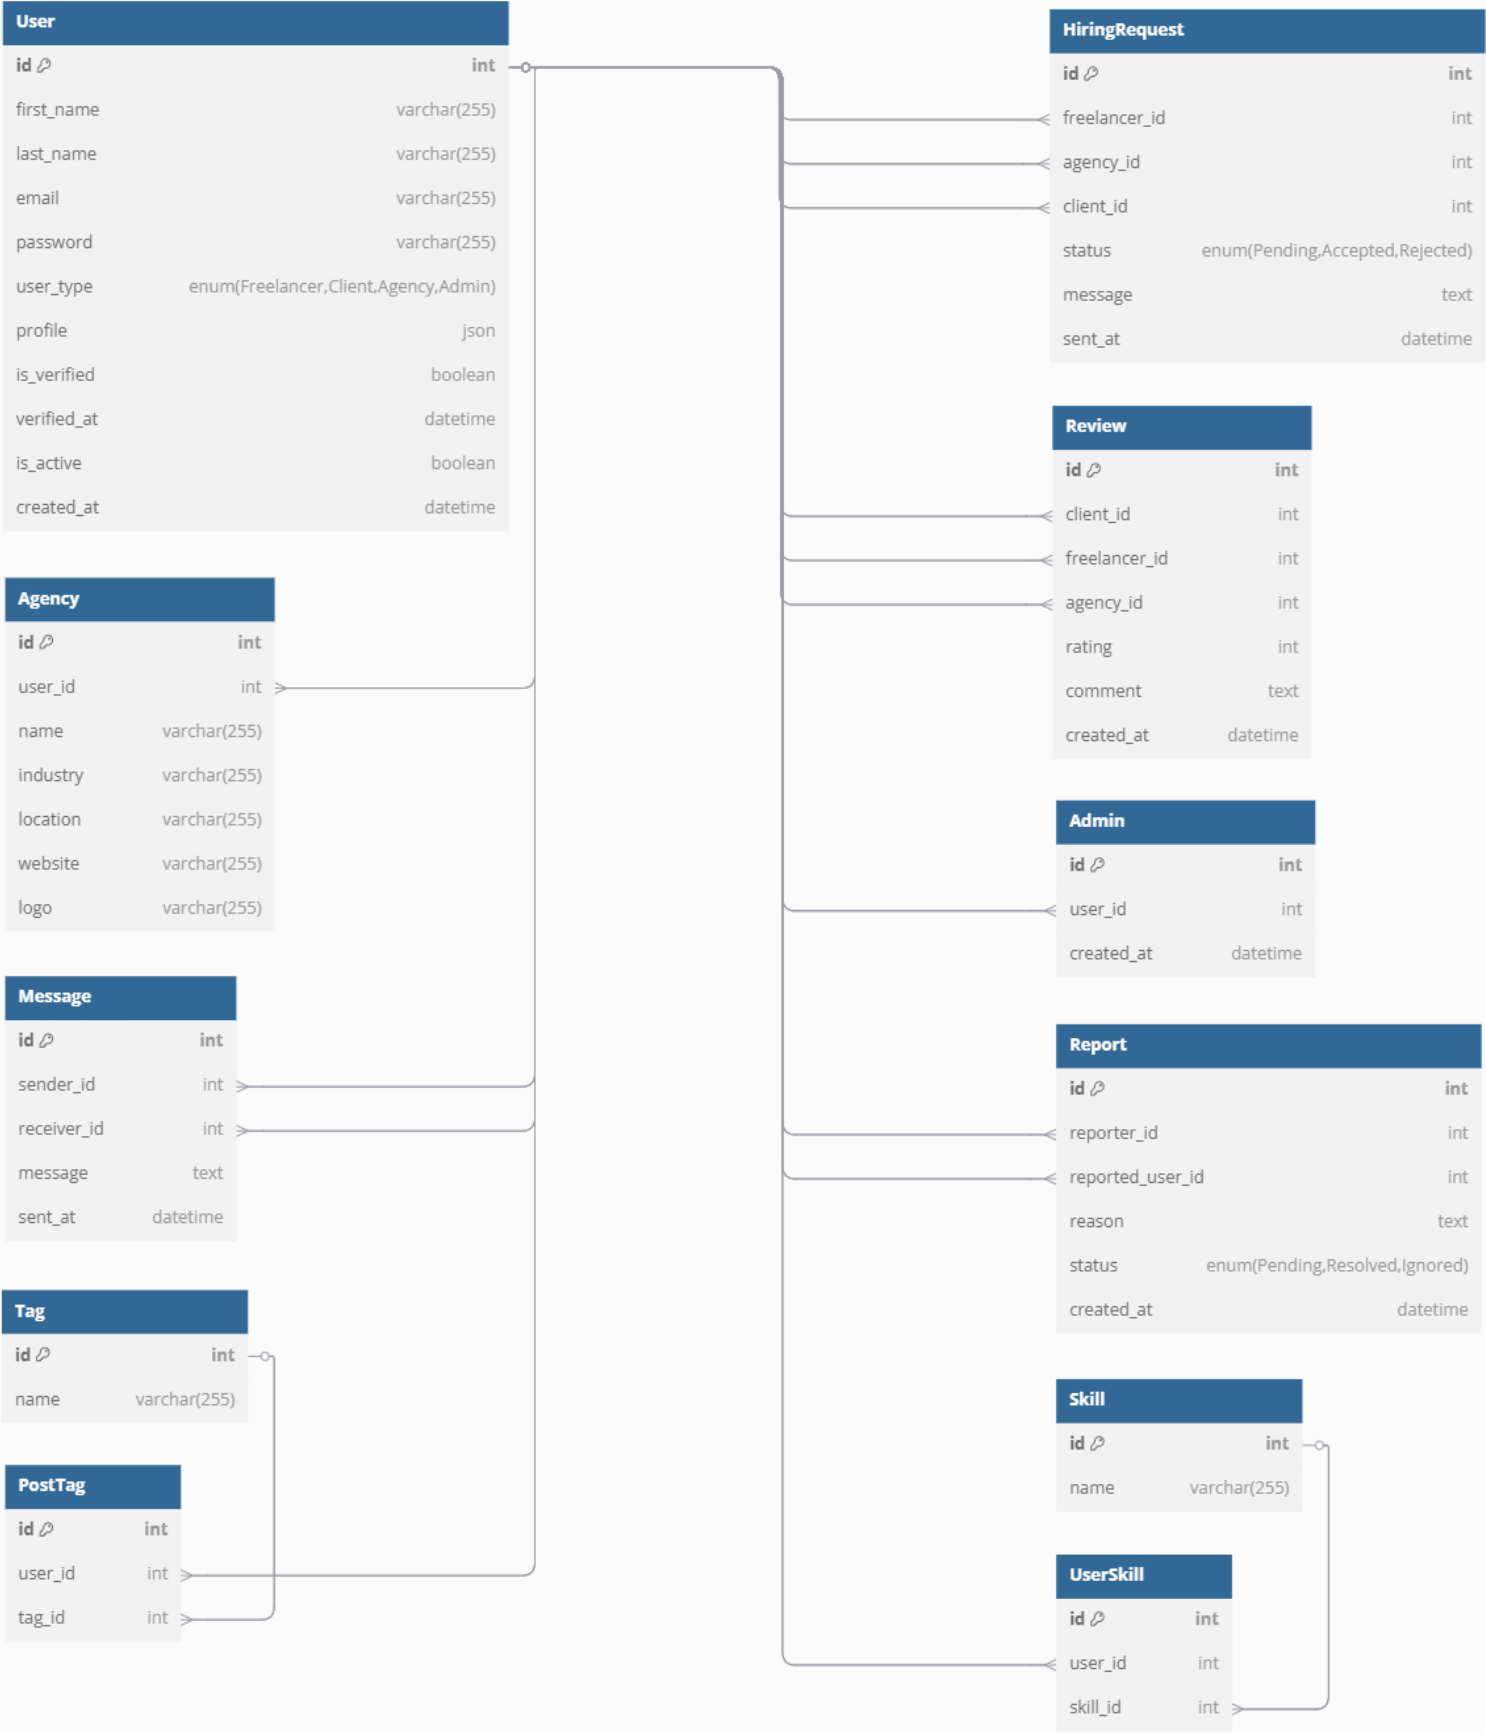 User
id int
first_name varchar(255)
last_name varchar(255)
email varchar(255)
password varchar(255)
user_type enum(Freelancer,Client,Agency,Admin)
profile json
is_verified boolean
verified_at datetime
is_active boolean
created_at datetime
Agency
id int
user_id int
name varchar(255)
industry varchar(255)
location varchar(255)
website varchar(255)
logo varchar(255)
Message
id int
sender_id int
receiver_id int
message text
sent_at datetime
Tag
id int
name varchar(255)
PostTag
id int
user_id int
tag_id int
HiringRequest
id int
freelancer_id int
agency_id int
client_id int
status enum(Pending,Accepted,Rejected)
message text
sent_at datetime
Review
id int
client_id int
freelancer_id int
agency_id int
rating int
comment text
created_at datetime
Admin
id int
user_id int
created_at datetime
Report
id int
reporter_id int
reported_user_id int
reason text
status enum(Pending,Resolved,Ignored)
created_at datetime
Skill
id int
name varchar(255)
UserSkill
id int
user_id int
skill_id int